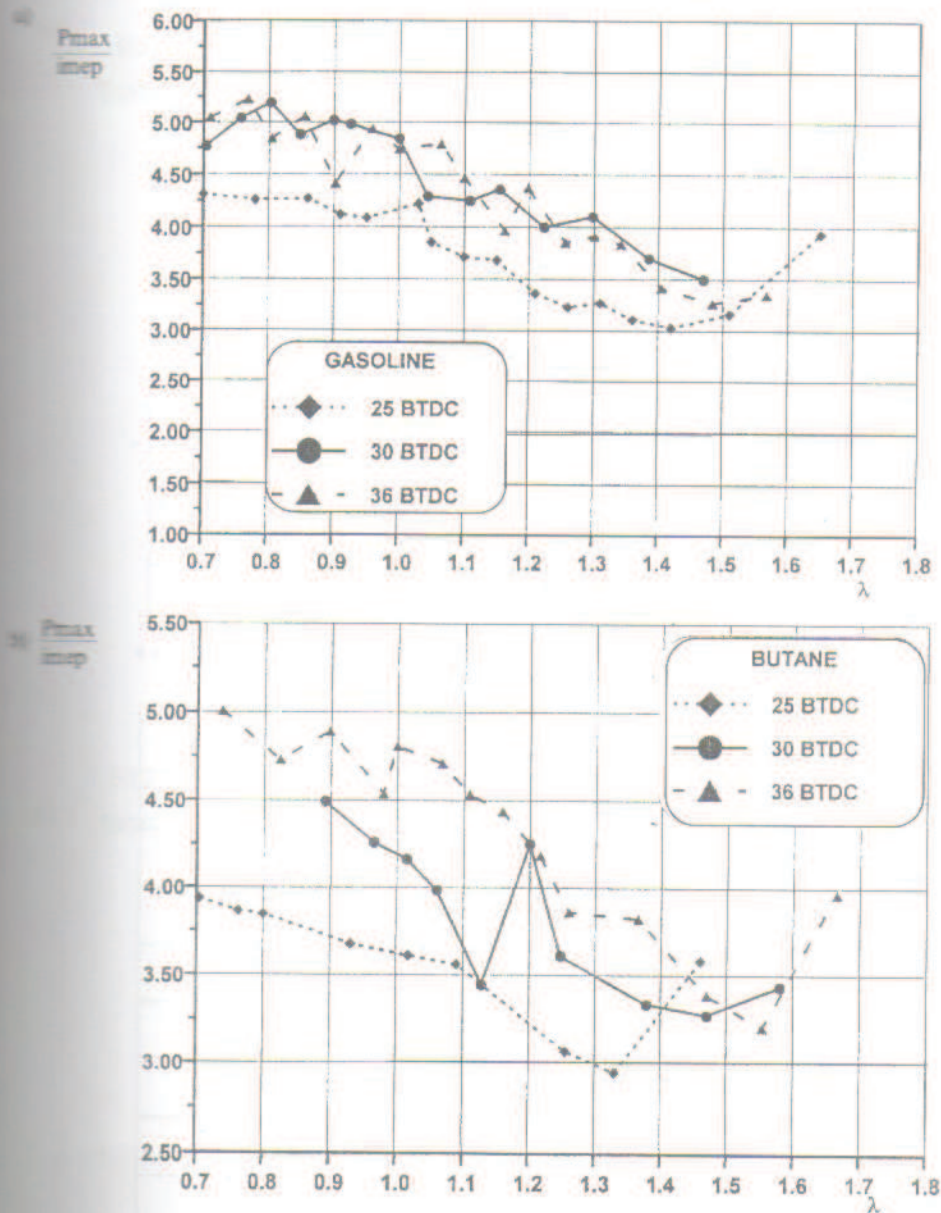 a)
Pmax
imep
6.00
5.50
5.00
4.50
4.00
3.50
3.00
2.50
2.00
1.50
1.00
GASOLINE
25 BTDC
30 BTDC
36 BTDC
0.7 0.8 0.9 1.0 1.1 1.2 1.3 1.4 1.5 1.6 1.7 1.8
λ
b)
Pmax
imep
5.50
5.00
4.50
4.00
3.50
3.00
2.50
BUTANE
25 BTDC
30 BTDC
36 BTDC
0.7 0.8 0.9 1.0 1.1 1.2 1.3 1.4 1.5 1.6 1.7 1.8
λ